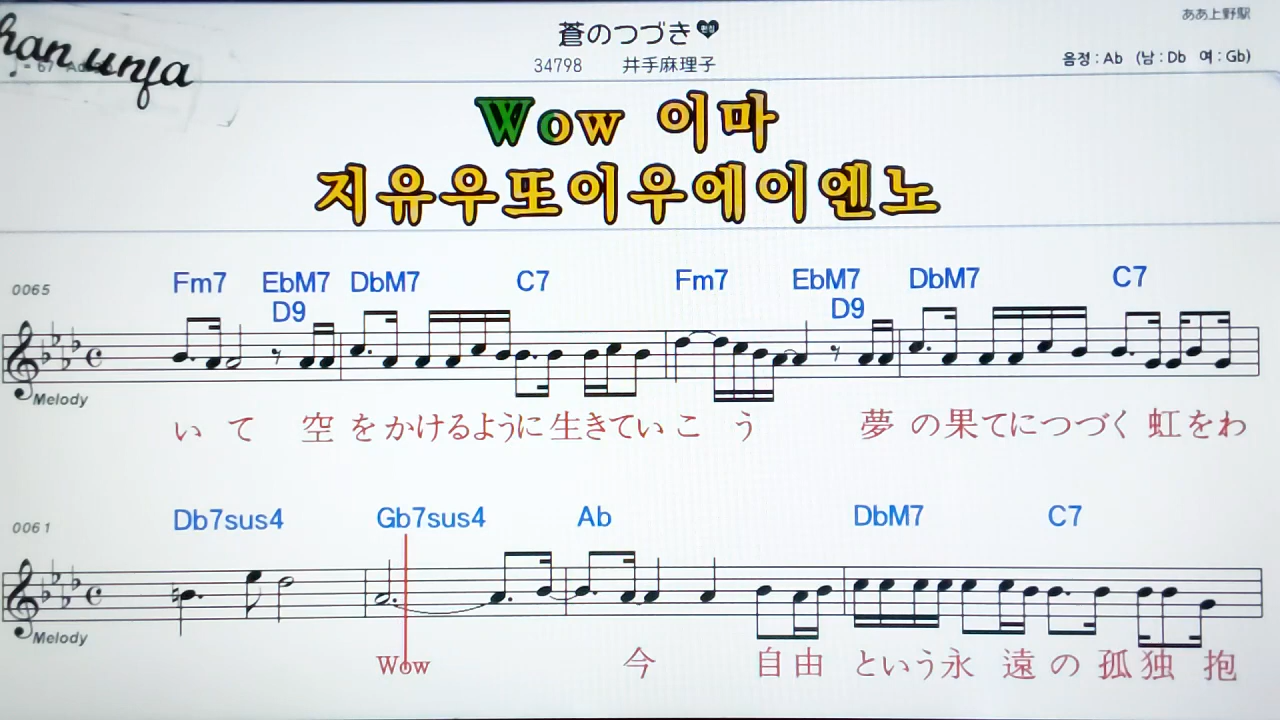 ああ上野駅
蒼のつづき
34798 井手麻理子
음정 : Ab (남 : Db 여 : Gb)
han unja
Wow 이마
지유우또이우에이엔노
Fm7 EbM7 DbM7 C7 Fm7 EbM7 DbM7 C7
D9 D9
0065
Melody
いて 空をかけるように生きていこう 夢の果てにつづく虹をわ
Db7sus4 Gb7sus4 Ab DbM7 C7
0061
Melody
Wow 今 自由という永遠の孤独抱